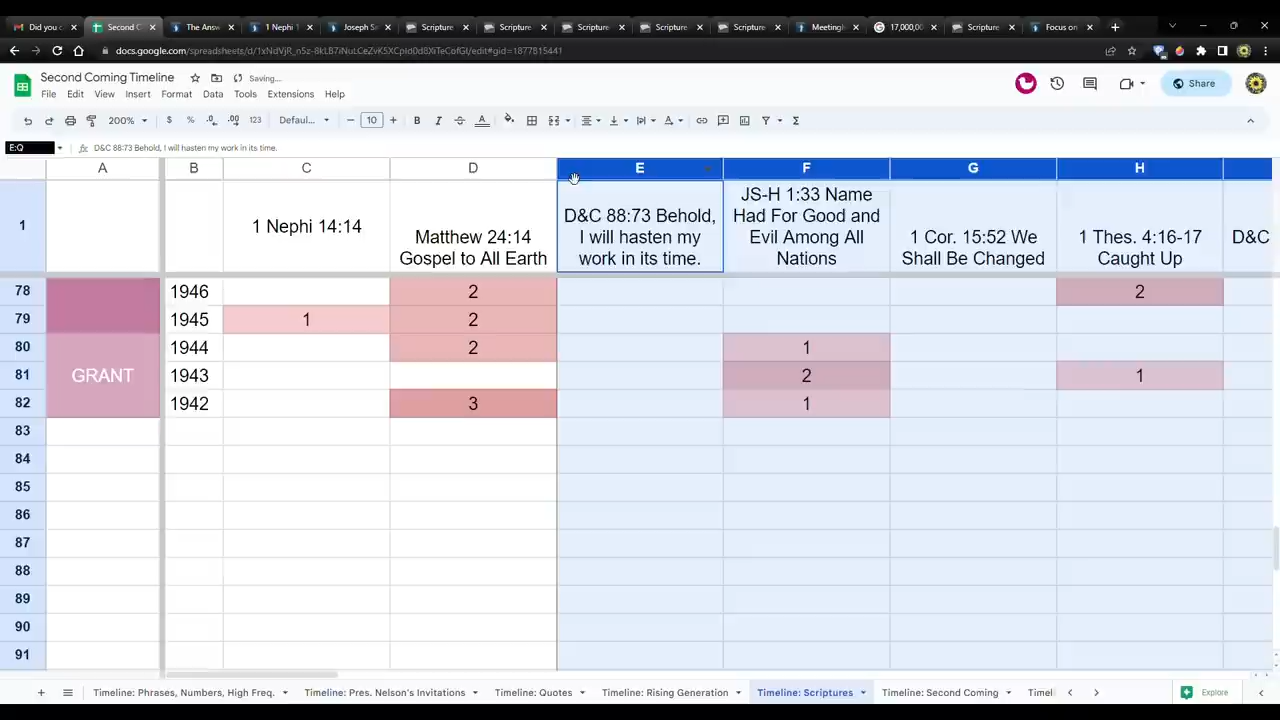 Did you c
Second C
The Answ
1 Nephi 1
Joseph S
Scripture
Scripture
Scripture
Scripture
Scripture
Meeting
17,000,00
Scripture
Focus on
docs.google.com/spreadsheets/d/
Second Coming Timeline
Saving...
File Edit View Insert Format Data Tools Extensions Help
Share
200% $ % .0 .00 123 Defaul... 10 B I
E:Q
fx D&C 88:73 Behold, I will hasten my work in its time.
A B C D E F G H
1
1 Nephi 14:14
Matthew 24:14
Gospel to All Earth
D&C 88:73 Behold,
I will hasten my
work in its time.
JS-H 1:33 Name
Had For Good and
Evil Among All
Nations
1 Cor. 15:52 We
Shall Be Changed
1 Thes. 4:16-17
Caught Up
D&C
78 1946 2 2
79 1945 1 2
80 1944 2 1
81 GRANT 1943 2 1
82 1942 3 1
83
84
85
86
87
88
89
90
91
Timeline: Phrases, Numbers, High Freq. Timeline: Pres. Nelson's Invitations Timeline: Quotes Timeline: Rising Generation Timeline: Scriptures Timeline: Second Coming Timel Explore